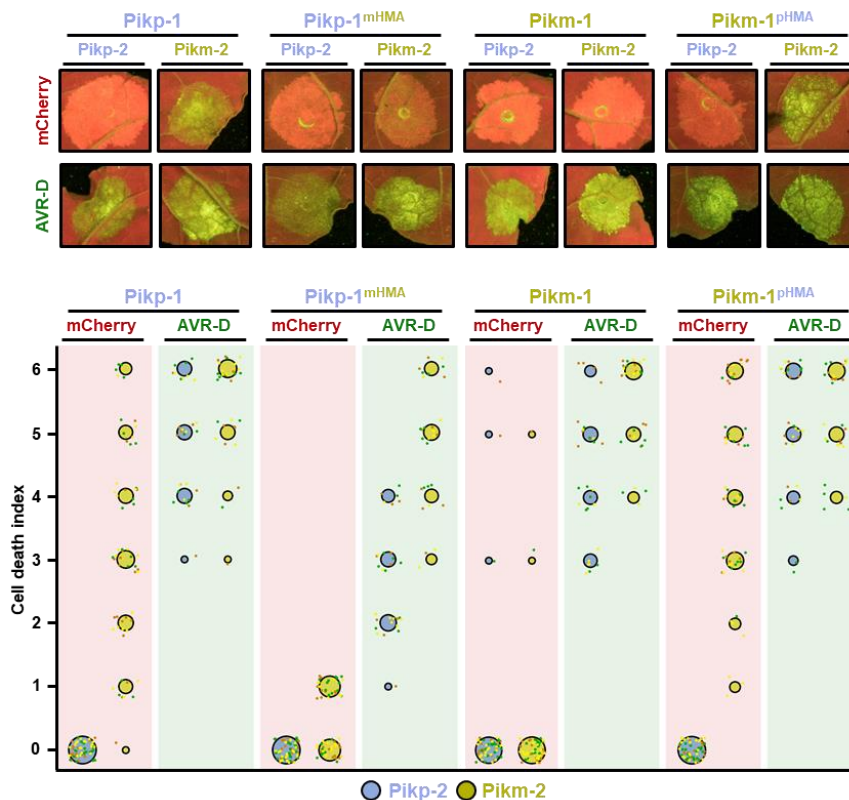 Pikp-1 Pikp-1mHMA Pikm-1 Pikm-1pHMA
Pikp-2 Pikm-2 Pikp-2 Pikm-2 Pikp-2 Pikm-2 Pikp-2 Pikm-2
mCherry
AVR-D
Pikp-1 Pikp-1mHMA Pikm-1 Pikm-1pHMA
mCherry AVR-D mCherry AVR-D mCherry AVR-D mCherry AVR-D
Cell death index
6
5
4
3
2
1
0
Pikp-2 Pikm-2